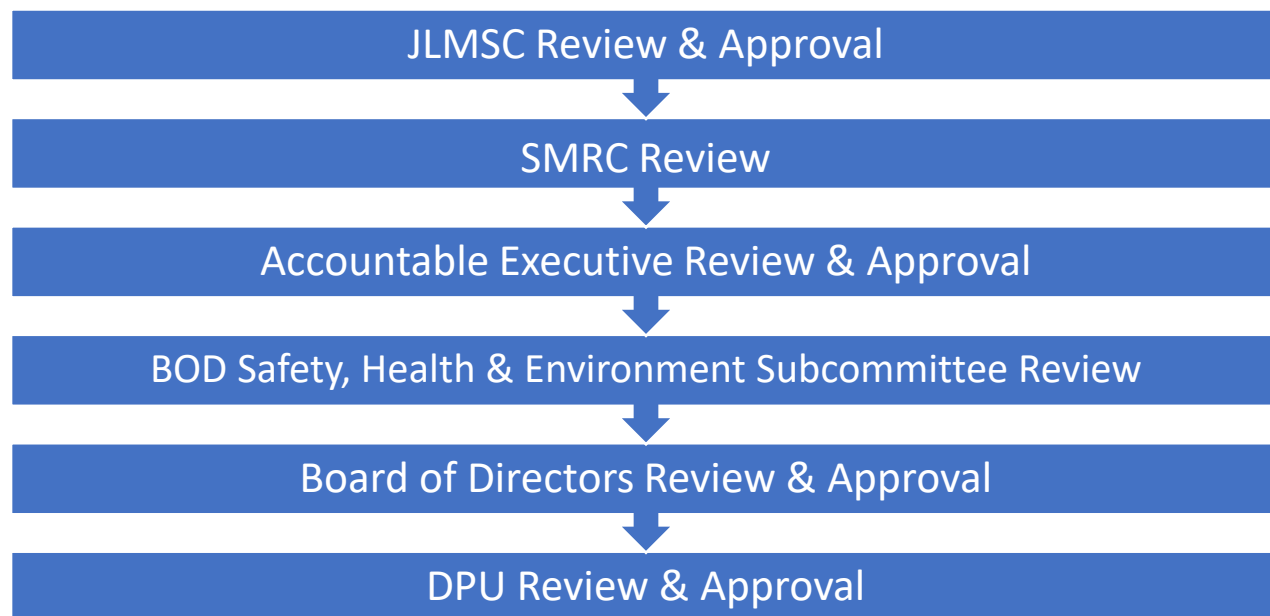 JLMSC Review & Approval
SMRC Review
Accountable Executive Review & Approval
BOD Safety, Health & Environment Subcommittee Review
Board of Directors Review & Approval
DPU Review & Approval